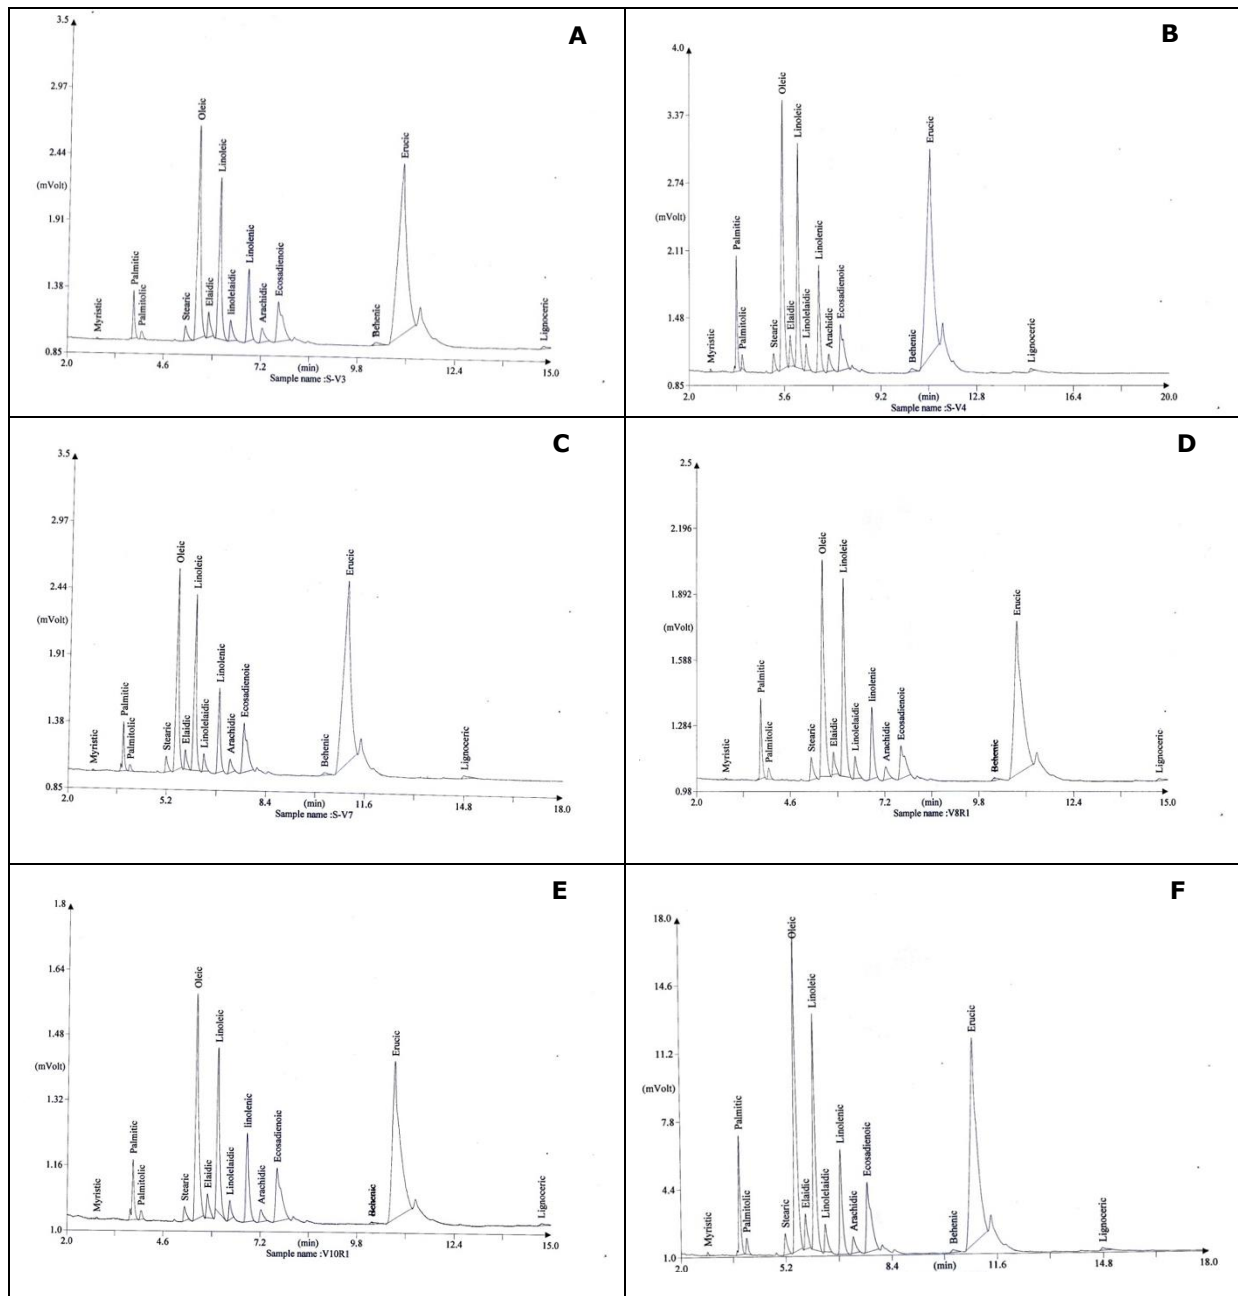 A
3.5
2.97
2.44
(mVolt)
1.91
1.38
0.85
Myristic
Palmitic
Palmitolic
Stearic
Oleic
Elaidic
Linoleic
linolelaidic
Linolenic
Arachidic
Ecosadienoic
Behenic
Erucic
Lignoceric
2.0 4.6 7.2 (min) 9.8 12.4 15.0
Sample name :S-V3
B
4.0
3.37
2.74
(mVolt)
2.11
1.48
0.85
Myristic
Palmitic
Palmitolic
Stearic
Oleic
Elaidic
Linoleic
Linolelaidic
Linolenic
Arachidic
Ecosadienoic
Behenic
Erucic
Lignoceric
2.0 5.6 9.2 (min) 12.8 16.4 20.0
Sample name :S-V4
C
3.5
2.97
2.44
(mVolt)
1.91
1.38
0.85
Myristic
Palmitic
Palmitolic
Stearic
Oleic
Elaidic
Linoleic
Linolelaidic
Linolenic
Arachidic
Ecosadienoic
Behenic
Erucic
Lignoceric
2.0 5.2 8.4 (min) 11.6 14.8 18.0
Sample name :S-V7
D
2.5
2.196
1.892
(mVolt)
1.588
1.284
0.98
Myristic
Palmitic
Palmitolic
Stearic
Oleic
Elaidic
Linoleic
Linolelaidic
linolenic
Arachidic
Ecosadienoic
Behenic
Erucic
Lignoceric
2.0 4.6 7.2 (min) 9.8 12.4 15.0
Sample name :V8R1
E
1.8
1.64
1.48
(mVolt)
1.32
1.16
1.0
Myristic
Palmitic
Palmitolic
Stearic
Oleic
Elaidic
Linoleic
Linolelaidic
linolenic
Arachidic
Ecosadienoic
Behenic
Erucic
Lignoceric
2.0 4.6 7.2 (min) 9.8 12.4 15.0
Sample name :V10R1
F
18.0
14.6
11.2
(mVolt)
7.8
4.4
1.0
Myristic
Palmitic
Palmitolic
Stearic
Oleic
Elaidic
Linoleic
Linolelaidic
Linolenic
Arachidic
Ecosadienoic
Behenic
Erucic
Lignoceric
2.0 5.2 8.4 (min) 11.6 14.8 18.0